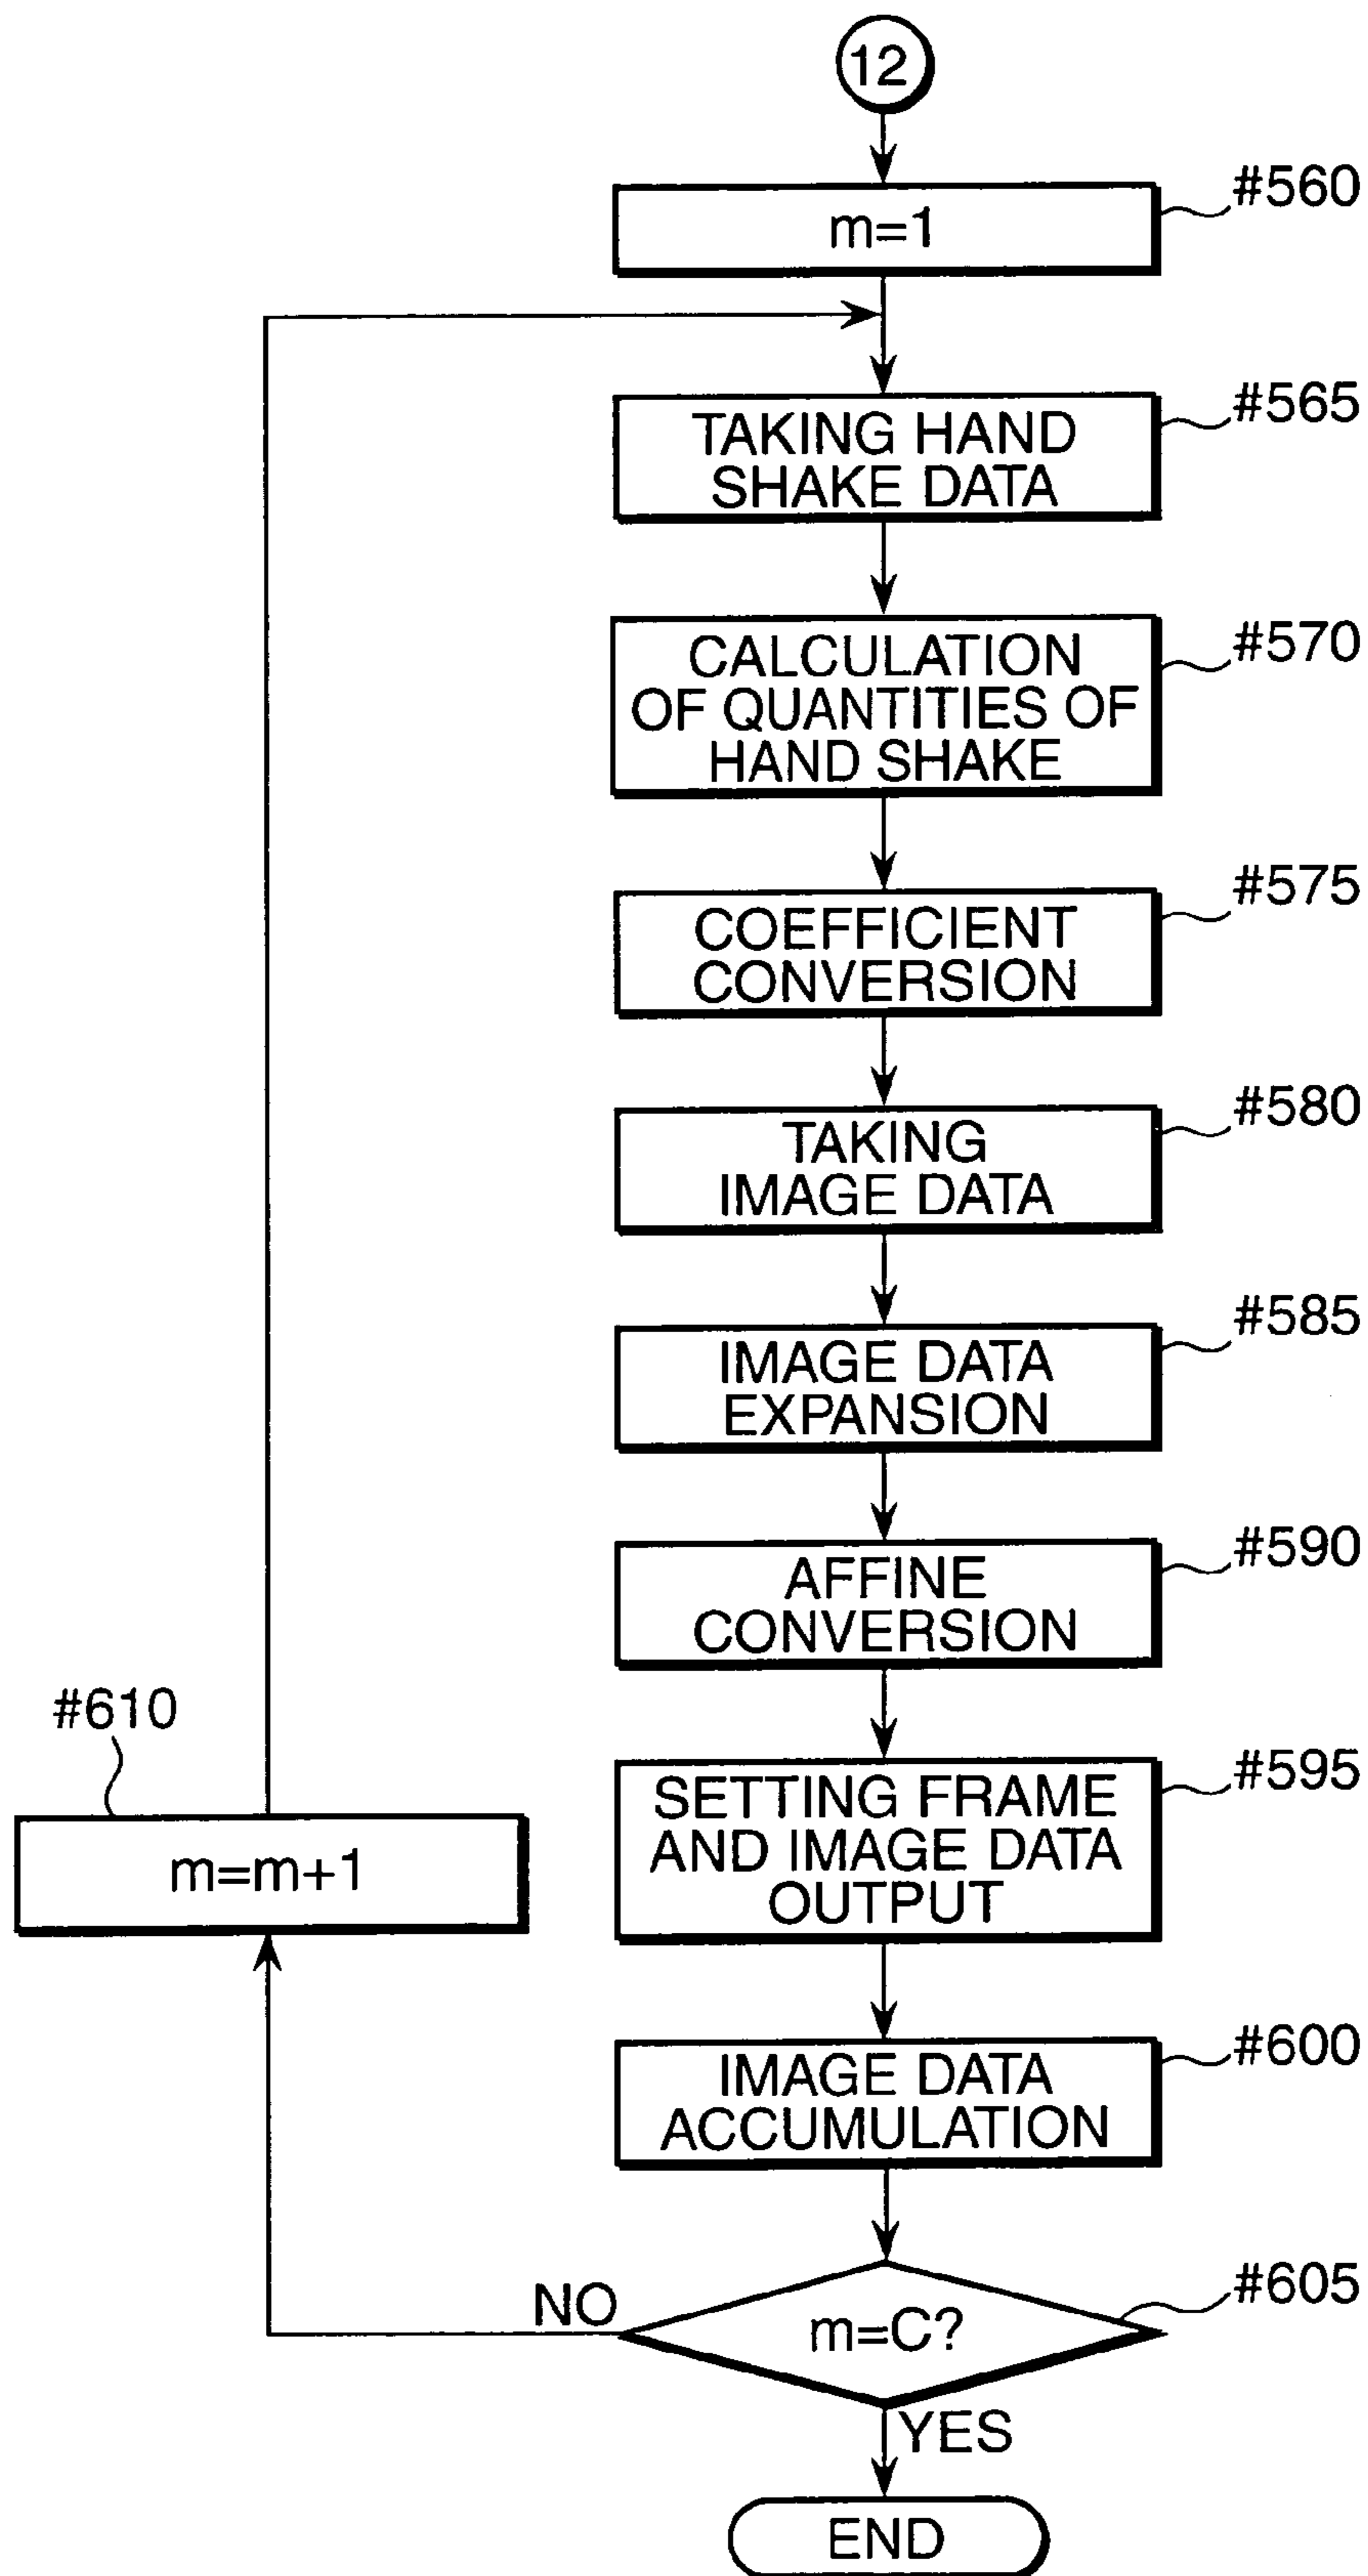 12
#560
m=1
#565
TAKING HAND
SHAKE DATA
#570
CALCULATION
OF QUANTITIES OF
HAND SHAKE
#575
COEFFICIENT
CONVERSION
#580
TAKING
IMAGE DATA
#585
IMAGE DATA
EXPANSION
#590
AFFINE
CONVERSION
#595
SETTING FRAME
AND IMAGE DATA
OUTPUT
#610
m=m+1
#600
IMAGE DATA
ACCUMULATION
#605
NO
m=C?
YES
END